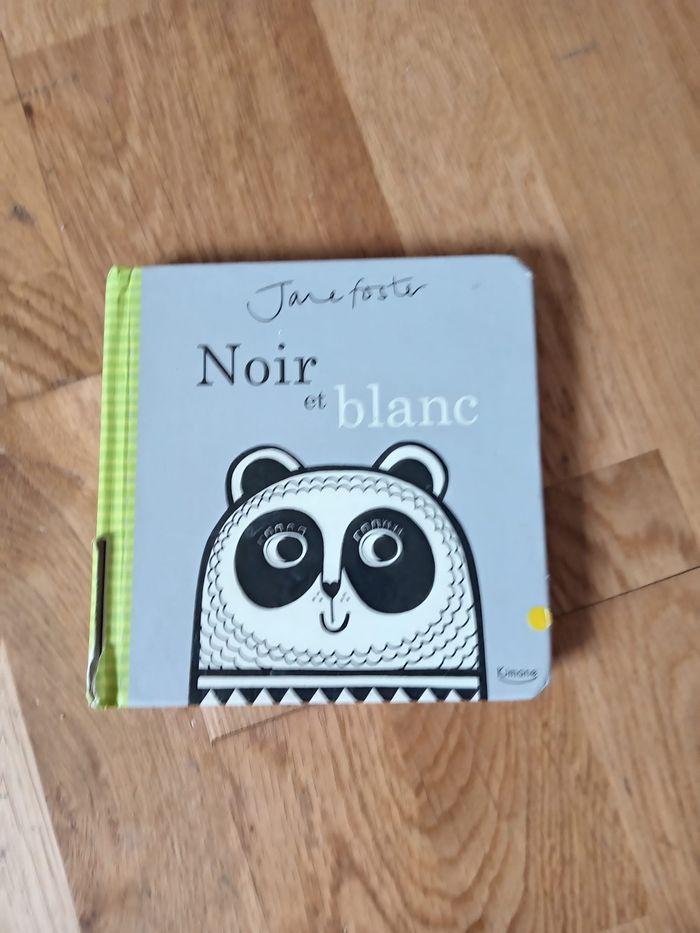 Jane foster
Noir
et blanc
Kimane